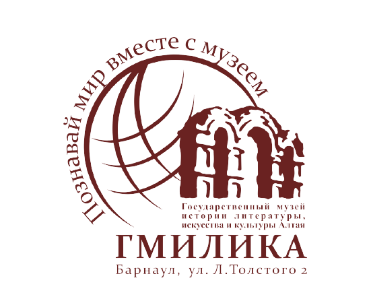 Познавай мир вместе с музеем
Государственный музей
истории литературы,
искусства и культуры Алтая
ГМИЛИКА
Барнаул, ул. Л.Толстого 2